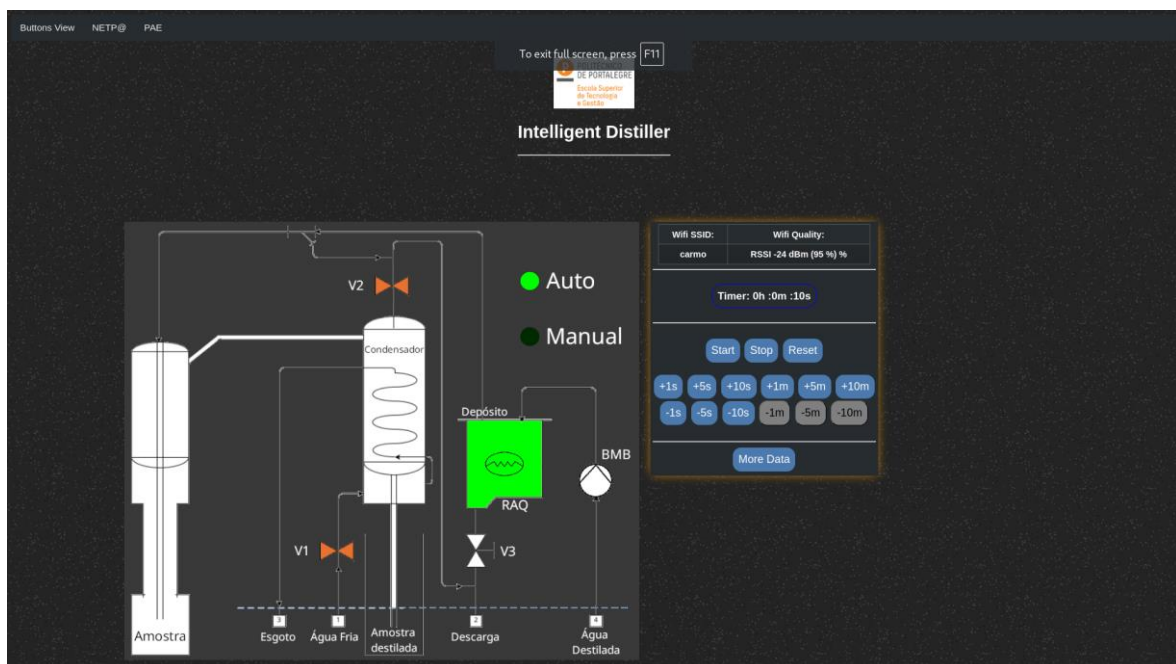 Buttons View NETP@ PAE
To exit full screen, press F11
POLITÉCNICO
DE PORTALEGRE
Escola Superior
de Tecnologia
e Gestão
Intelligent Distiller
Wifi SSID: Wifi Quality:
carmo RSSI -24 dBm (95 %) %
Timer: 0h :0m :10s
Start Stop Reset
+1s +5s +10s +1m +5m +10m
-1s -5s -10s -1m -5m -10m
More Data
V2
Auto
Manual
Condensador
Depósito
BMB
RAQ
V1
V3
3 1 2 4
Amostra
Esgoto
Água Fria
Amostra
destilada
Descarga
Água
Destilada